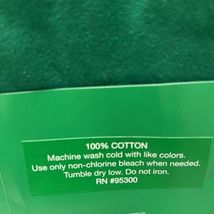 100% COTTON
Machine wash cold with like colors.
Use only non-chlorine bleach when needed.
Tumble dry low. Do not iron.
RN #95300